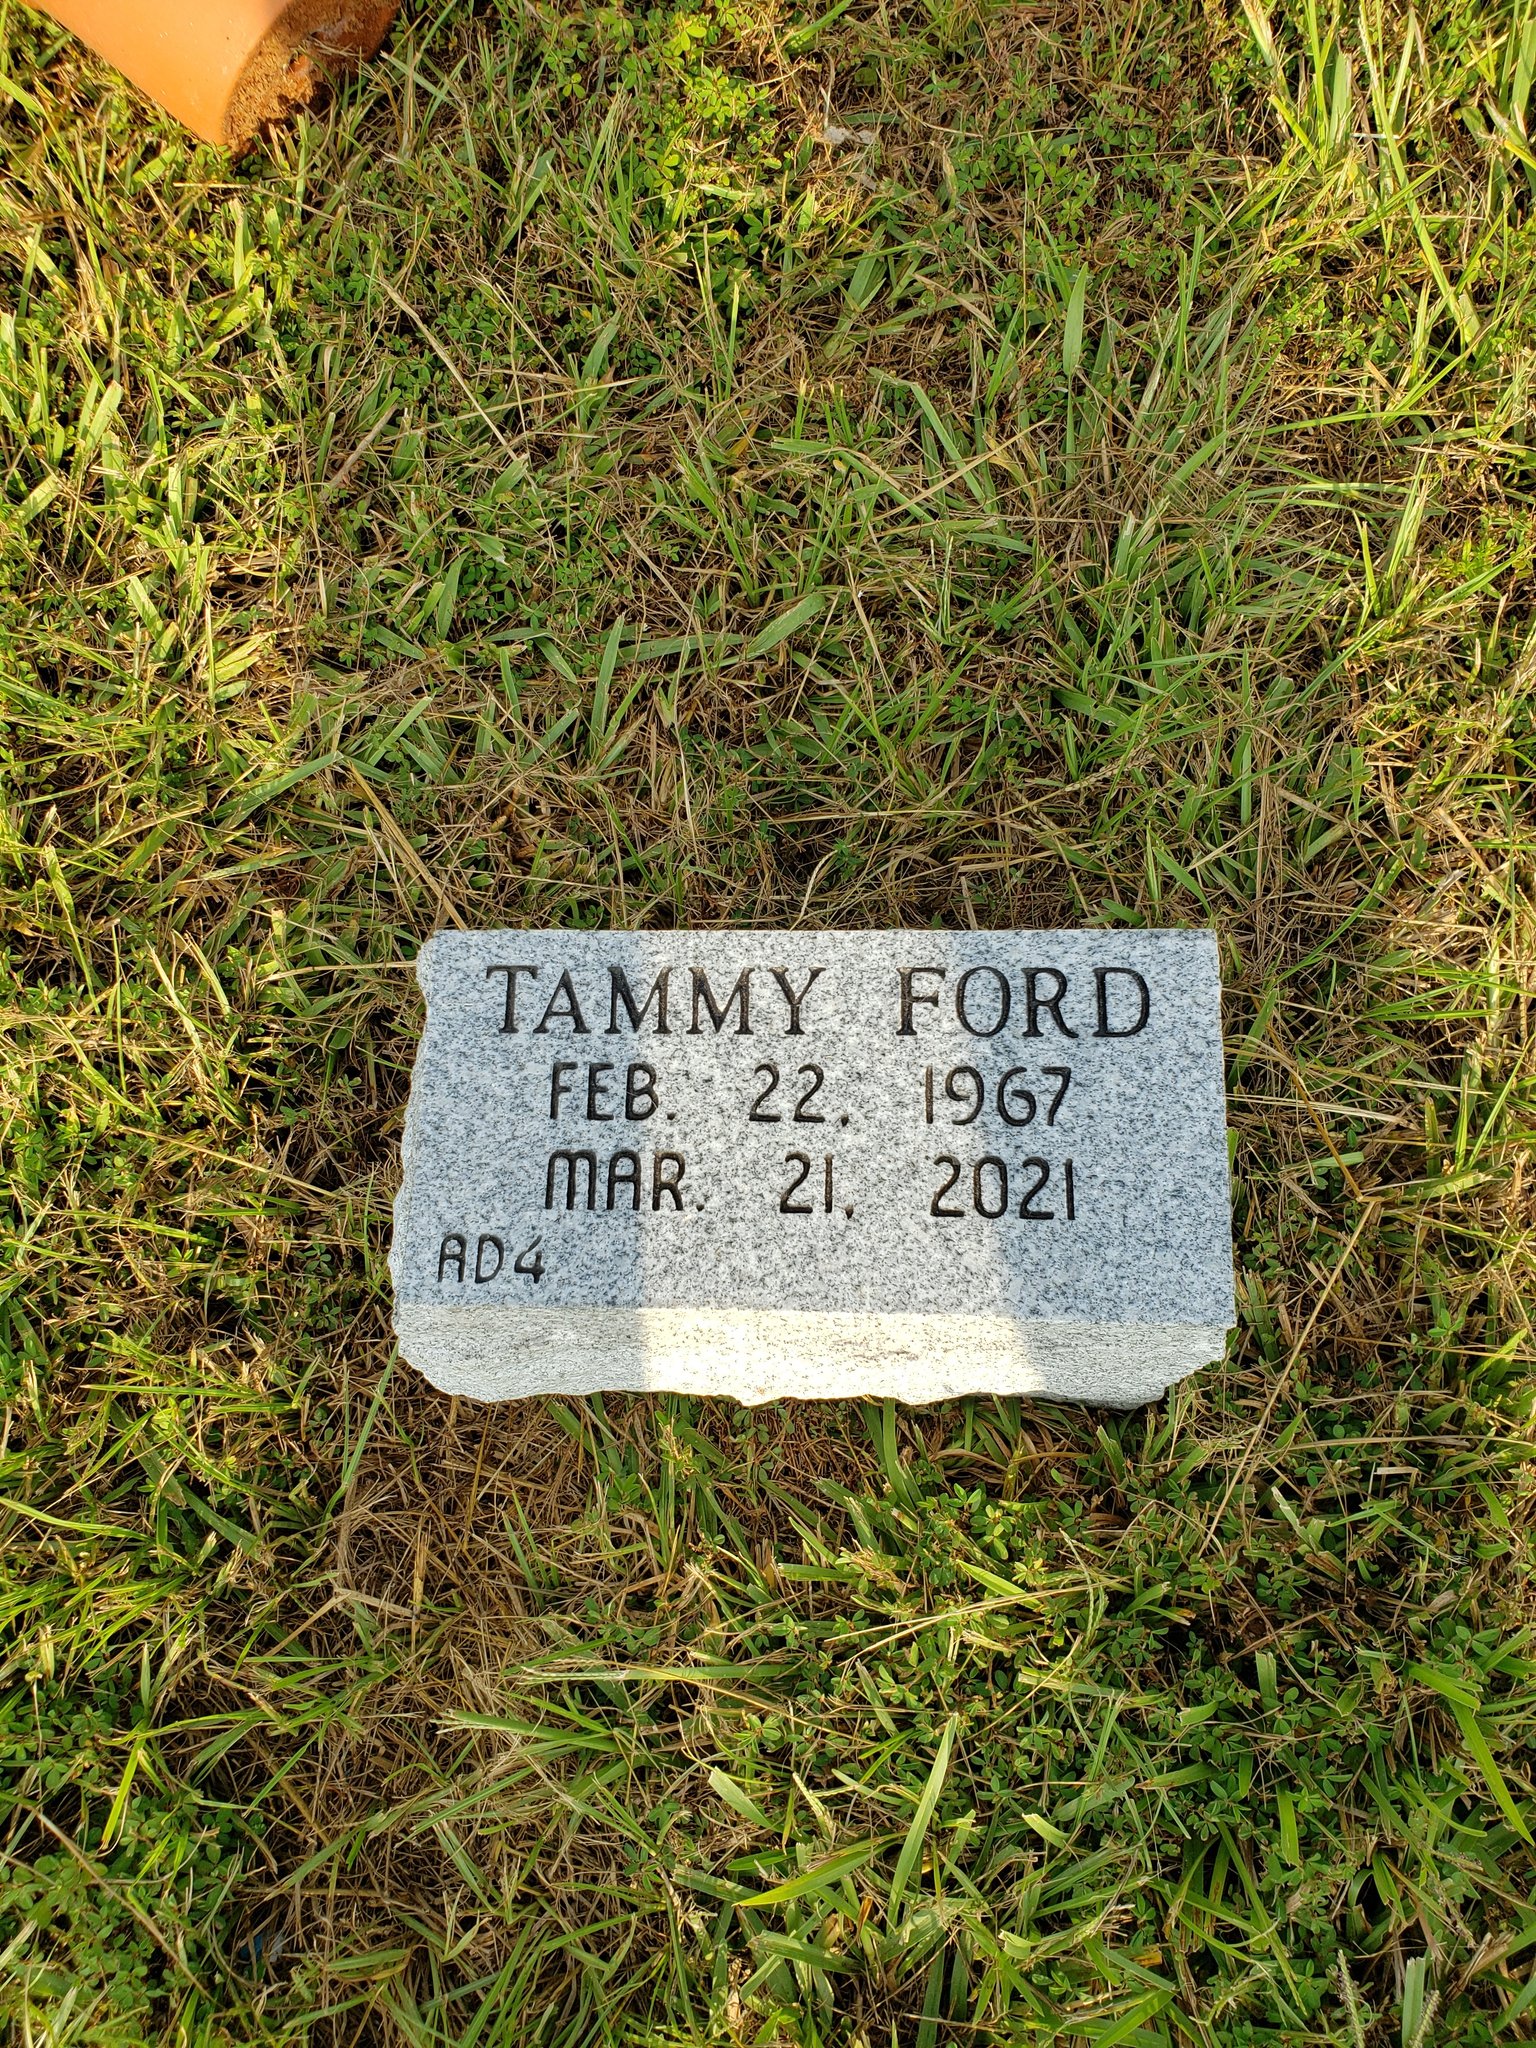 TAMMY FORD
FEB. 22, 1967
MAR. 21, 2021
AD4